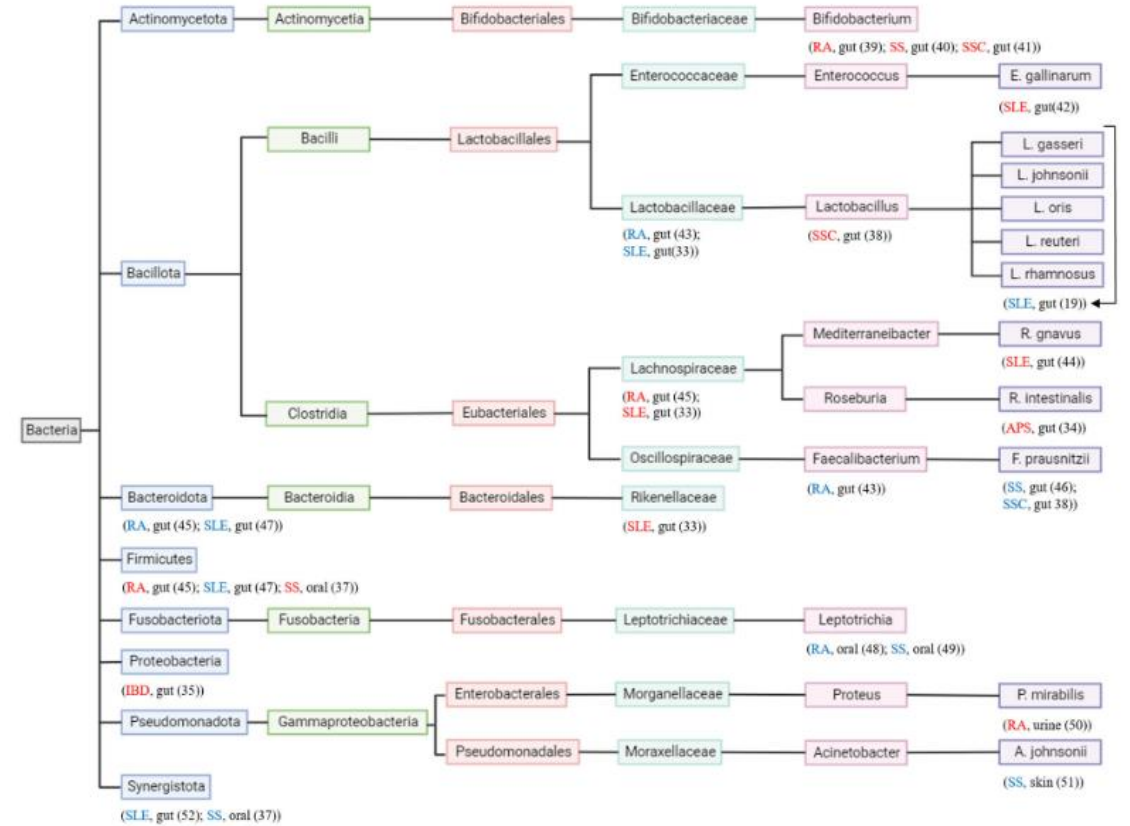 Actinomycetota Actinomycetia Bifidobacteriales Bifidobacteriaceae Bifidobacterium
(RA, gut (39); SS, gut (40); SSC, gut (41))
Enterococcaceae Enterococcus E. gallinarum
(SLE, gut(42))
Bacilli Lactobacillales
L. gasseri
L. johnsonii
Lactobacillaceae Lactobacillus L. oris
(RA, gut (43); (SSC, gut (38))
SLE, gut(33))
L. reuteri
Bacillota L. rhamnosus
(SLE, gut (19))
Mediterraneibacter R. gnavus
(SLE, gut (44))
Lachnospiraceae
(RA, gut (45);
SLE, gut (33))
Roseburia R. intestinalis
(APS, gut (34))
Clostridia Eubacteriales
Bacteria
Oscillospiraceae Faecalibacterium F. prausnitzii
(RA, gut (43)) (SS, gut (46);
SSC, gut 38))
Bacteroidota Bacteroidia Bacteroidales Rikenellaceae
(RA, gut (45); SLE, gut (47)) (SLE, gut (33))
Firmicutes
(RA, gut (45); SLE, gut (47); SS, oral (37))
Fusobacteriota Fusobacteria Fusobacterales Leptotrichiaceae Leptotrichia
(RA, oral (48); SS, oral (49))
Proteobacteria
(IBD, gut (35))
Enterobacterales Morganellaceae Proteus P. mirabilis
(RA, urine (50))
Pseudomonadota Gammaproteobacteria
Pseudomonadales Moraxellaceae Acinetobacter A. johnsonii
(SS, skin (51))
Synergistota
(SLE, gut (52); SS, oral (37))